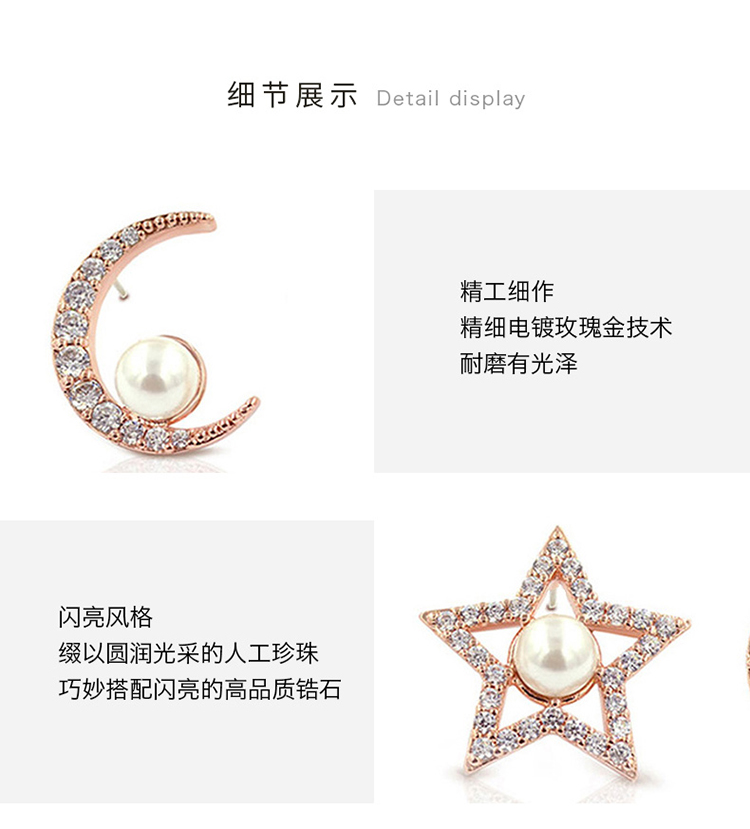 细节展示 Detail display
精工细作
精细电镀玫瑰金技术
耐磨有光泽
闪亮风格
缀以圆润光采的人工珍珠
巧妙搭配闪亮的高品质锆石